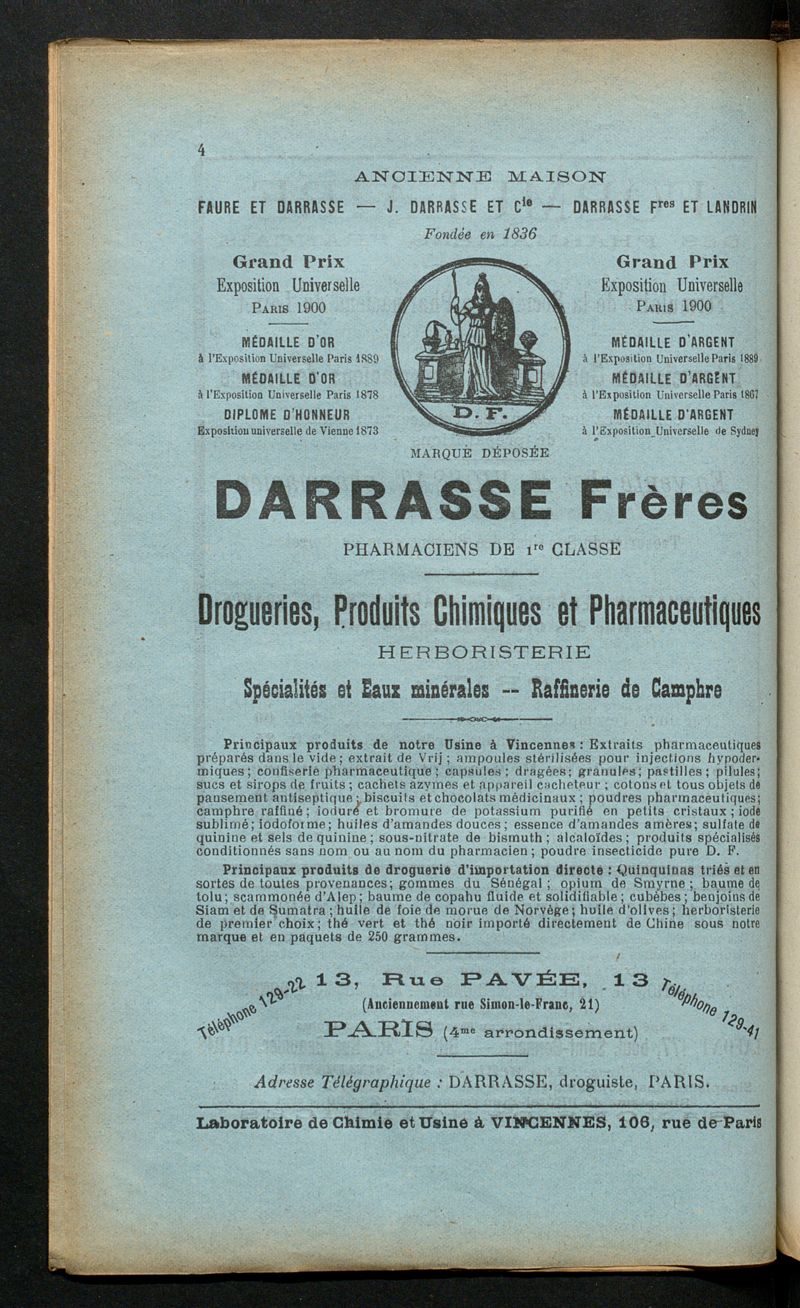 4
ANCIENNE MAISON
FAURE ET DARRASSE — J. DARRASSE ET Cie — DARRASSE Fres ET LANDRIN
Fondée en 1836
Grand Prix
Exposition Universelle
PARIS 1900
MÉDAILLE D'OR
à l'Exposition Universelle Paris 1889
MÉDAILLE D'OR
à l'Exposition Universelle Paris 1878
DIPLOME D'HONNEUR
Exposition universelle de Vienne 1873
D. F.
MARQUE DÉPOSÉE
Grand Prix
Exposition Universelle
PARIS 1900
MÉDAILLE D'ARGENT
à l'Exposition Universelle Paris 1889
MÉDAILLE D'ARGENT
à l'Exposition Universelle Paris 1867
MÉDAILLE D'ARGENT
à l'Exposition Universelle de Sydney
DARRASSE Frères
PHARMACIENS DE 1re CLASSE
Drogueries, Produits Chimiques et Pharmaceutiques
HERBORISTERIE
Spécialités et Eaux minérales -- Raffinerie de Camphre
Principaux produits de notre Usine à Vincennes : Extraits pharmaceutiques
préparés dans le vide ; extrait de Vrij ; ampoules stérilisées pour injections hypoder-
miques ; confiserie pharmaceutique ; capsules ; dragées ; granules ; pastilles ; pilules ;
sucs et sirops de fruits ; cachets azymes et appareil cacheteur ; cotons et tous objets de
pansement antiseptique ; biscuits et chocolats médicinaux ; poudres pharmaceutiques ;
camphre raffiné ; iodure et bromure de potassium purifié en petits cristaux ; iode
sublimé ; iodoforme ; huiles d'amandes douces ; essence d'amandes amères ; sulfate de
quinine et sels de quinine ; sous-nitrate de bismuth ; alcaloïdes ; produits spécialisés
conditionnés sans nom ou au nom du pharmacien ; poudre insecticide pure D. F.
Principaux produits de droguerie d'importation directe : Quinquinas triés et en
sortes de toutes provenances ; gommes du Sénégal ; opium de Smyrne ; baume de
tolu ; scammonée d'Alep ; baume de copahu fluide et solidifiable ; cubèbes ; benjoins de
Siam et de Sumatra ; huile de foie de morue de Norvège ; huile d'olives ; herboristerie
de premier choix ; thé vert et thé noir importé directement de Chine sous notre
marque et en paquets de 250 grammes.
Téléphone 129-22
13, Rue PAVÉE, 13
(Anciennement rue Simon-le-Franc, 21)
PARIS (4me arrondissement)
Téléphone 129-41
Adresse Télégraphique : DARRASSE, droguiste, PARIS.
Laboratoire de Chimie et Usine à VINCENNES, 106, rue de Paris